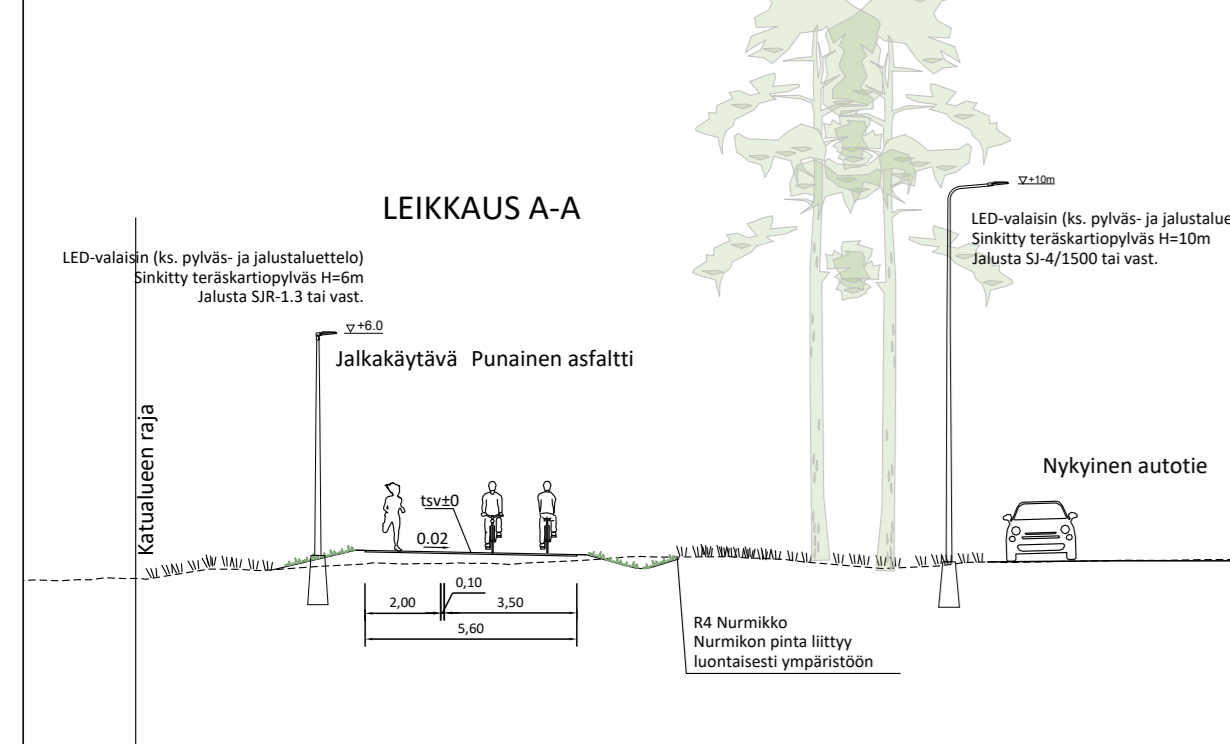 LEIKKAUS A-A
LED-valaisin (ks. pylväs- ja jalustaluettelo)
Sinkitty teräskartiopylväs H=6m
Jalusta SJR-1.3 tai vast.
+6.0
Jalkakäytävä Punainen asfaltti
Katualueen raja
tsv±0
0.02
0,10
2,00
3,50
5,60
R4 Nurmikko
Nurmikon pinta liittyy
luontaisesti ympäristöön
+10m
LED-valaisin (ks. pylväs- ja jalustalue
Sinkitty teräskartiopylväs H=10m
Jalusta SJ-4/1500 tai vast.
Nykyinen autotie